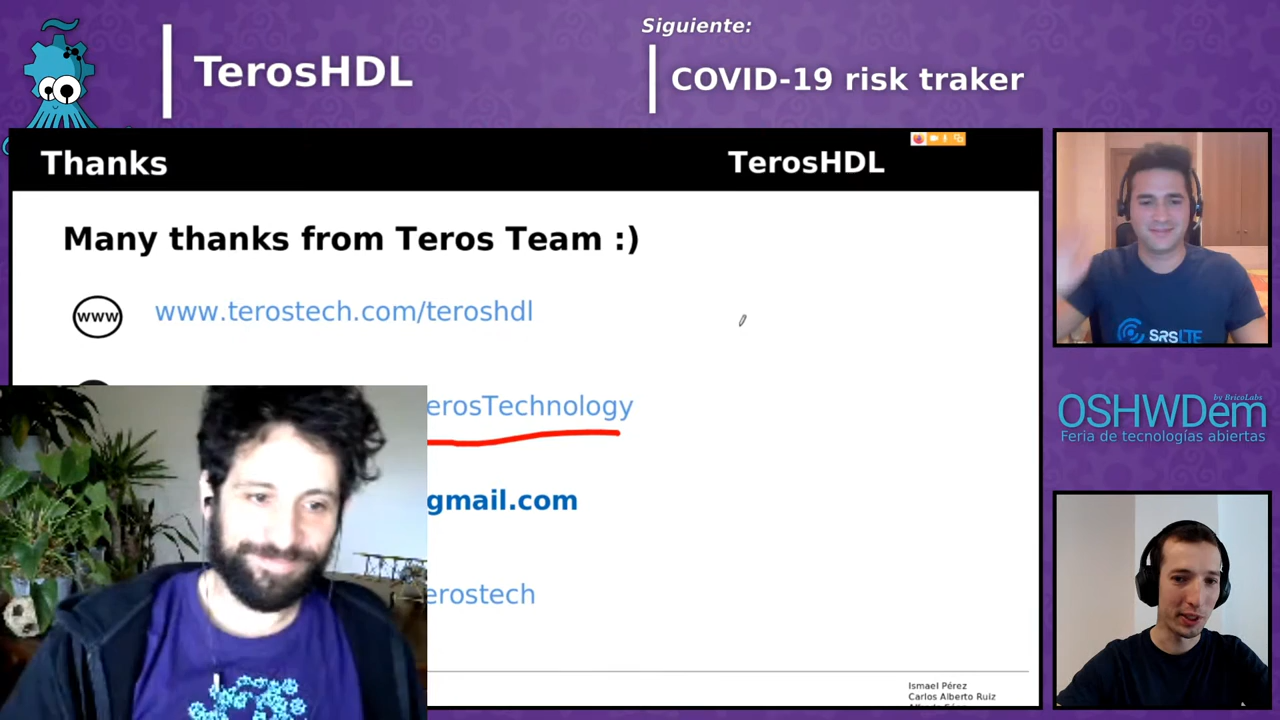 TerosHDL
Siguiente:
COVID-19 risk traker
Thanks
TerosHDL
Many thanks from Teros Team :)
www
www.terostech.com/teroshdl
erosTechnology
gmail.com
erostech
Ismael Pérez
Carlos Alberto Ruiz
SRSLTE
by BricoLabs
OSHWDem
Feria de tecnologías abiertas